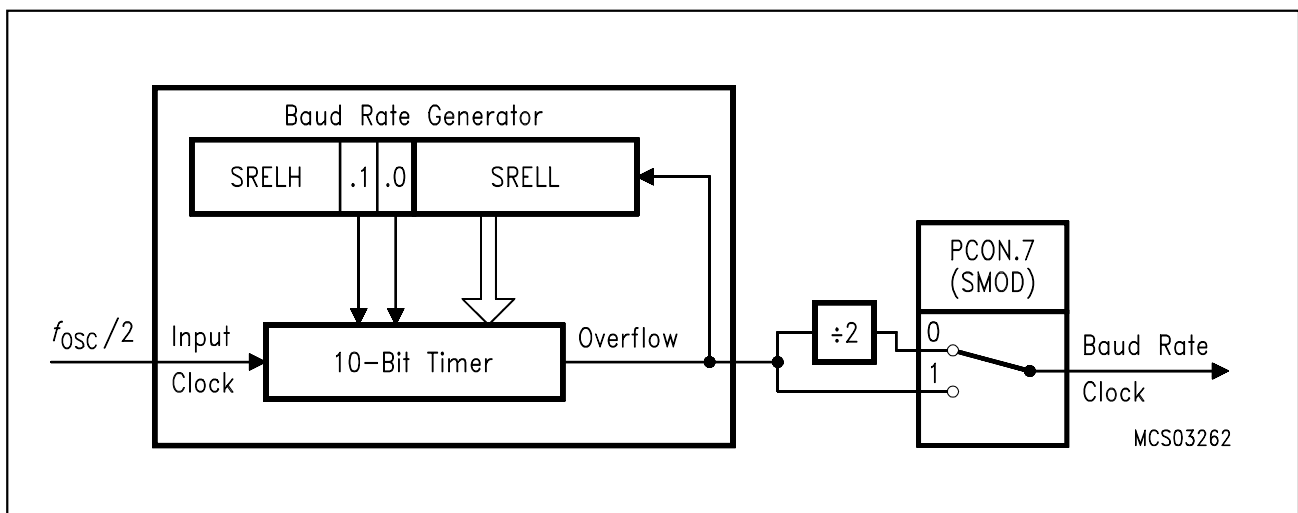 Baud Rate Generator
SRELH .1 .0 SRELL
PCON.7
(SMOD)
fOSC/2 Input
Clock
10-Bit Timer
Overflow
÷2
0
1
Baud Rate
Clock
MCS03262